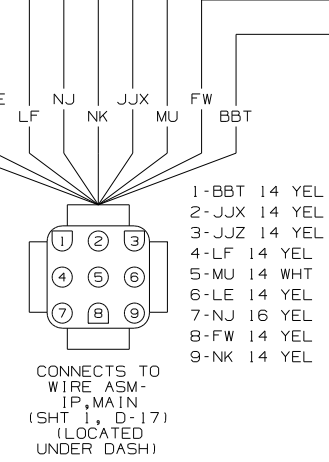 E NJ JJX FW
LF NK MU BBT
1-BBT 14 YEL
2-JJX 14 YEL
3-JJZ 14 YEL
4-LF 14 YEL
5-MU 14 WHT
6-LE 14 YEL
7-NJ 16 YEL
8-FW 14 YEL
9-NK 14 YEL
1 2 3
4 5 6
7 8 9
CONNECTS TO
WIRE ASM-
IP,MAIN
(SHT 1, D-17)
(LOCATED
UNDER DASH)